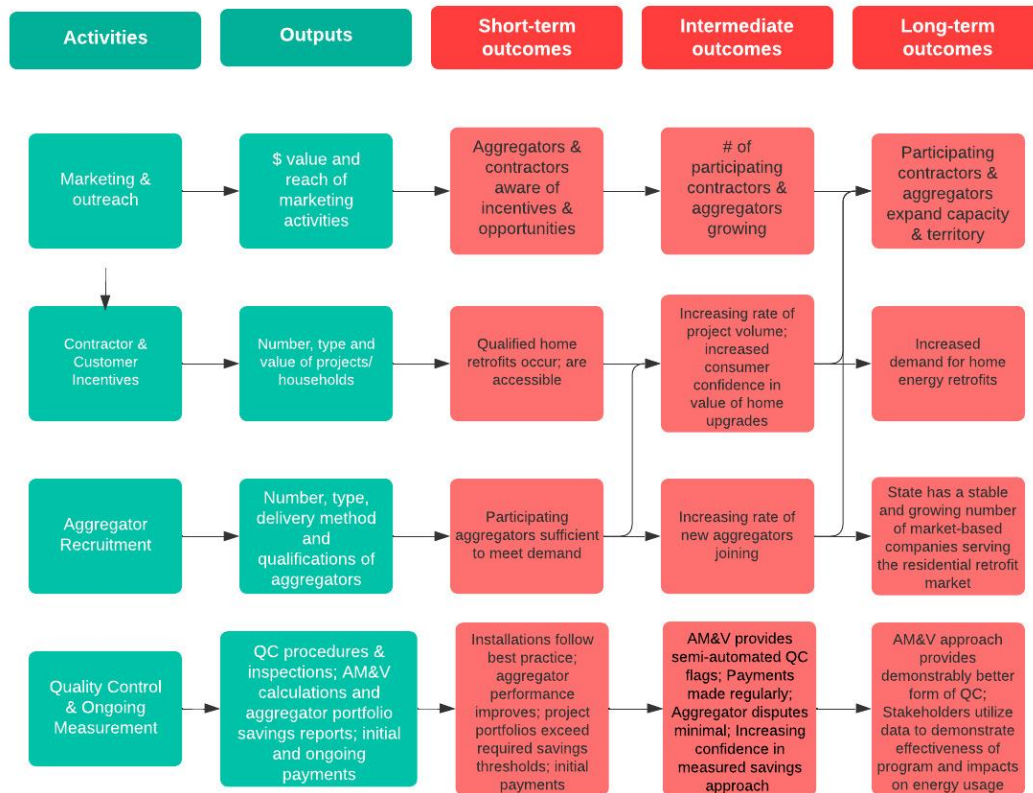 Activities
Outputs
Short-term
outcomes
Intermediate
outcomes
Long-term
outcomes
Marketing &
outreach
$ value and
reach of
marketing
activities
Aggregators &
contractors
aware of
incentives &
opportunities
# of
participating
contractors &
aggregators
growing
Participating
contractors &
aggregators
expand capacity
& territory
Contractor &
Customer
Incentives
Number, type and
value of projects/
households
Qualified home
retrofits occur; are
accessible
Increasing rate of
project volume;
increased
consumer
confidence in
value of home
upgrades
Increased
demand for home
energy retrofits
Aggregator
Recruitment
Number, type,
delivery method
and
qualifications of
aggregators
Participating
aggregators sufficient
to meet demand
Increasing rate of
new aggregators
joining
State has a stable
and growing number
of market-based
companies serving
the residential retrofit
market
Quality Control
& Ongoing
Measurement
QC procedures &
inspections; AM&V
calculations and
aggregator portfolio
savings reports; initial
and ongoing
payments
Installations follow
best practice;
aggregator
performance
improves; project
portfolios exceed
required savings
thresholds; initial
payments
AM&V provides
semi-automated QC
flags; Payments
made regularly;
Aggregator disputes
minimal; Increasing
confidence in
measured savings
approach
AM&V approach
provides
demonstrably better
form of QC;
Stakeholders utilize
data to demonstrate
effectiveness of
program and impacts
on energy usage